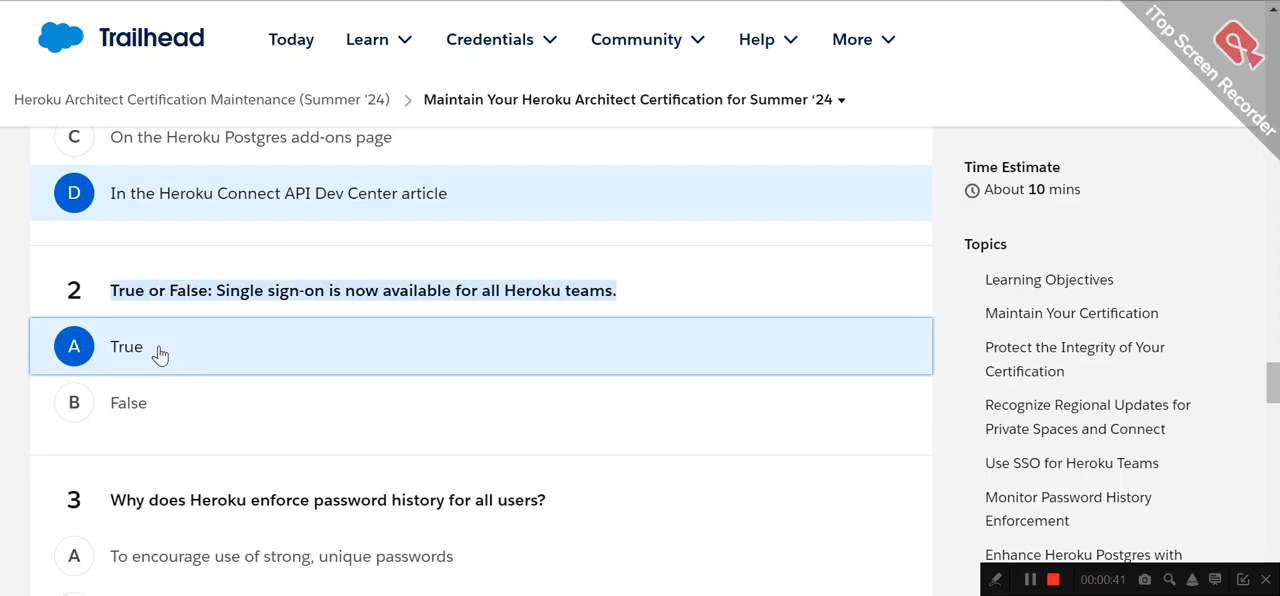 Trailhead
Today
Learn
Credentials
Community
Help
More
iTop Screen Recorder
Heroku Architect Certification Maintenance (Summer '24)
Maintain Your Heroku Architect Certification for Summer ‘24
C
On the Heroku Postgres add-ons page
D
In the Heroku Connect API Dev Center article
2
True or False: Single sign-on is now available for all Heroku teams.
A
True
B
False
3
Why does Heroku enforce password history for all users?
A
To encourage use of strong, unique passwords
Time Estimate
About 10 mins
Topics
Learning Objectives
Maintain Your Certification
Protect the Integrity of Your
Certification
Recognize Regional Updates for
Private Spaces and Connect
Use SSO for Heroku Teams
Monitor Password History
Enforcement
Enhance Heroku Postgres with
00:00:41